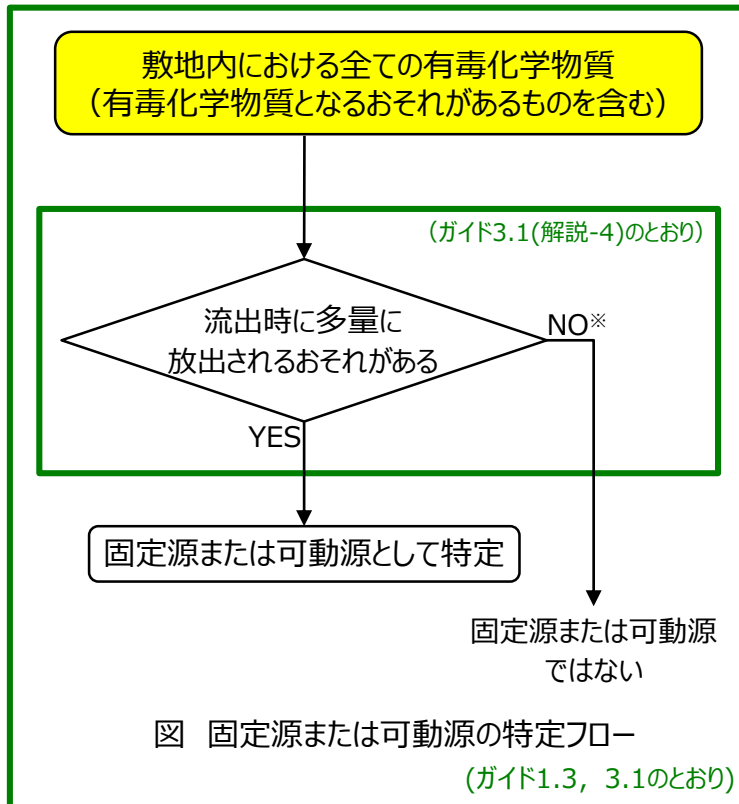 敷地内における全ての有毒化学物質
（有毒化学物質となるおそれがあるものを含む）
（ガイド3.1(解説-4)のとおり）
流出時に多量に
放出されるおそれがある
NO※
YES
固定源または可動源として特定
固定源または可動源
ではない
図　固定源または可動源の特定フロー
(ガイド1.3，3.1のとおり)